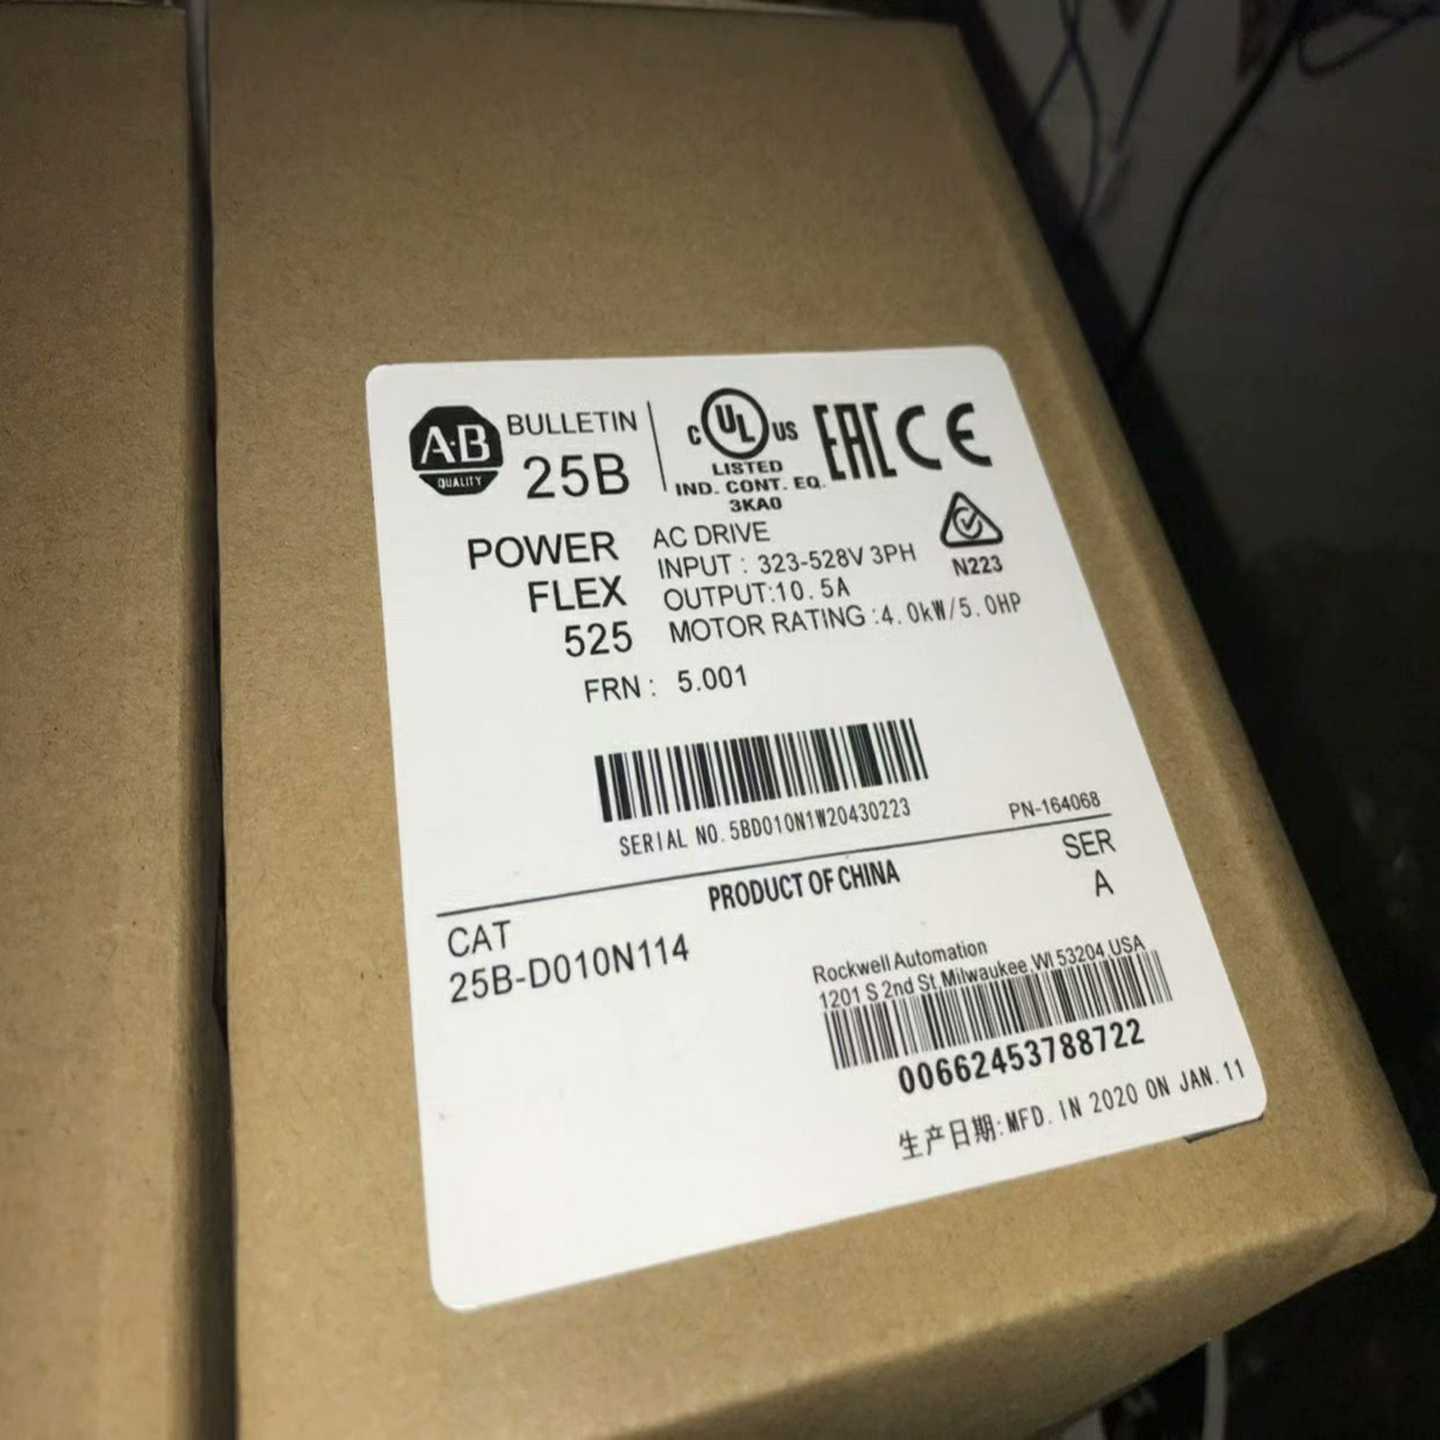 A·B
QUALITY
BULLETIN
25B
C UL US
LISTED
IND. CONT. EQ.
3KA0
EAC CE
N223
POWER
FLEX
525
AC DRIVE
INPUT : 323-528V 3PH
OUTPUT:10.5A
MOTOR RATING :4.0kW/5.0HP
FRN : 5.001
SERIAL NO. 5BD010N1W20430223
PN-164068
PRODUCT OF CHINA
SER
A
CAT
25B-D010N114
Rockwell Automation
1201 S 2nd St, Milwaukee, WI 53204, USA
00662453788722
生产日期:MFD. IN 2020 ON JAN. 11